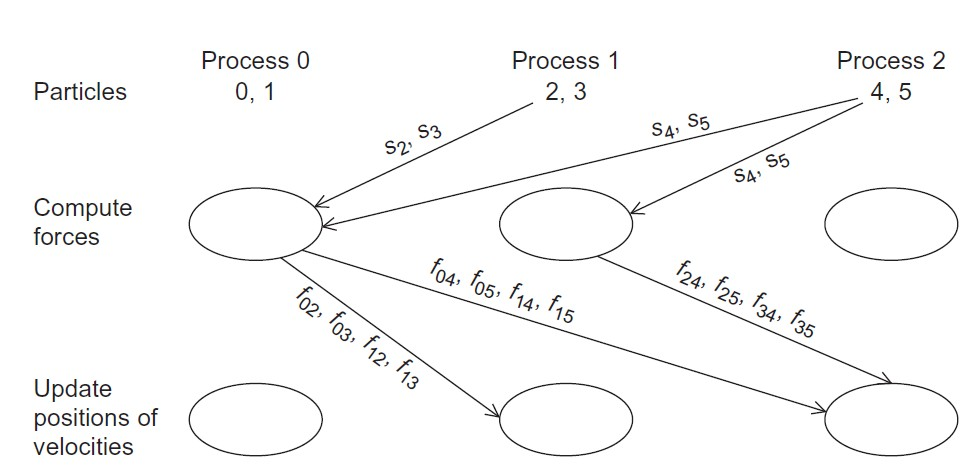 Process 0 Process 1 Process 2
Particles 0, 1 2, 3 4, 5
s2, s3
s4, s5
s4, s5
Compute
forces
f02, f03, f12, f13
f04, f05, f14, f15
f24, f25, f34, f35
Update
positions of
velocities